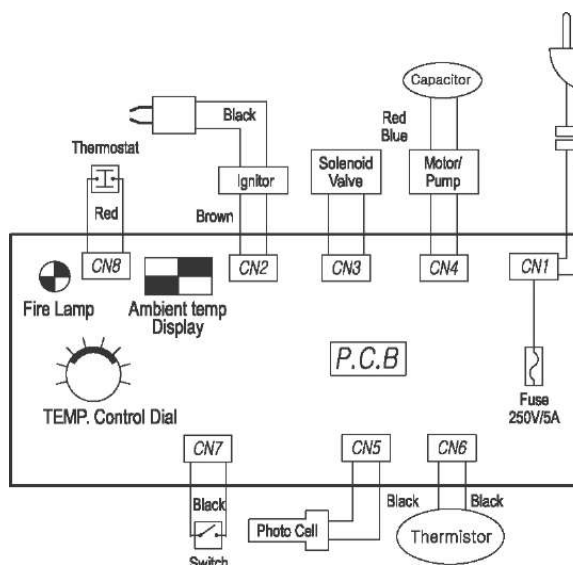 Capacitor
Black
Red
Blue
Thermostat
Ignitor
Solenoid
Valve
Motor/
Pump
Red
Brown
CN8
CN2
CN3
CN4
CN1
Fire Lamp
Ambient temp
Display
P.C.B
TEMP. Control Dial
Fuse
250V/5A
CN7
CN5
CN6
Black
Black
Black
Photo Cell
Thermistor
Switch